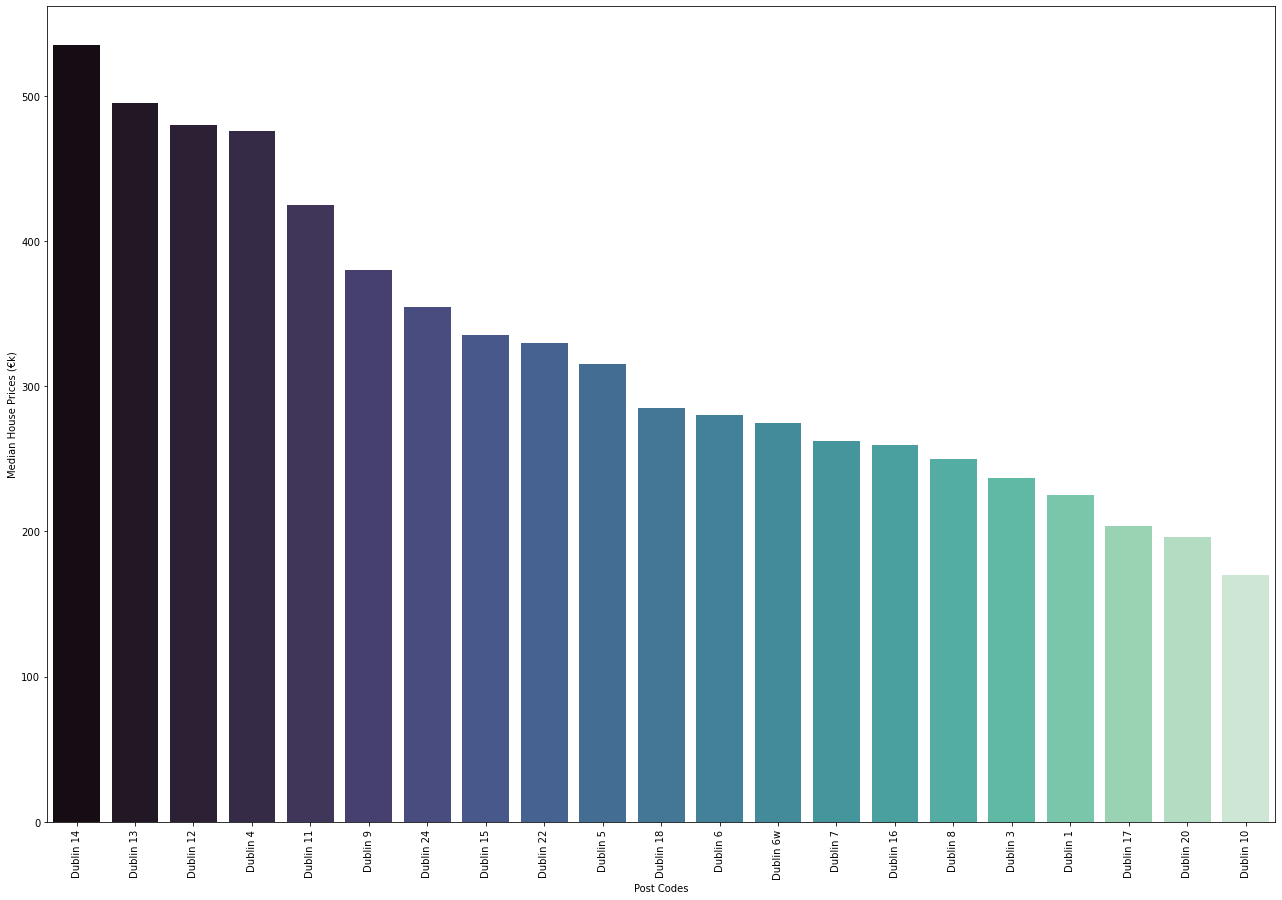 500
400
300
200
100
0
Median House Prices (€k)
Dublin 14
Dublin 13
Dublin 12
Dublin 4
Dublin 11
Dublin 9
Dublin 24
Dublin 15
Dublin 22
Dublin 5
Dublin 18
Dublin 6
Dublin 6w
Dublin 7
Dublin 16
Dublin 8
Dublin 3
Dublin 1
Dublin 17
Dublin 20
Dublin 10
Post Codes